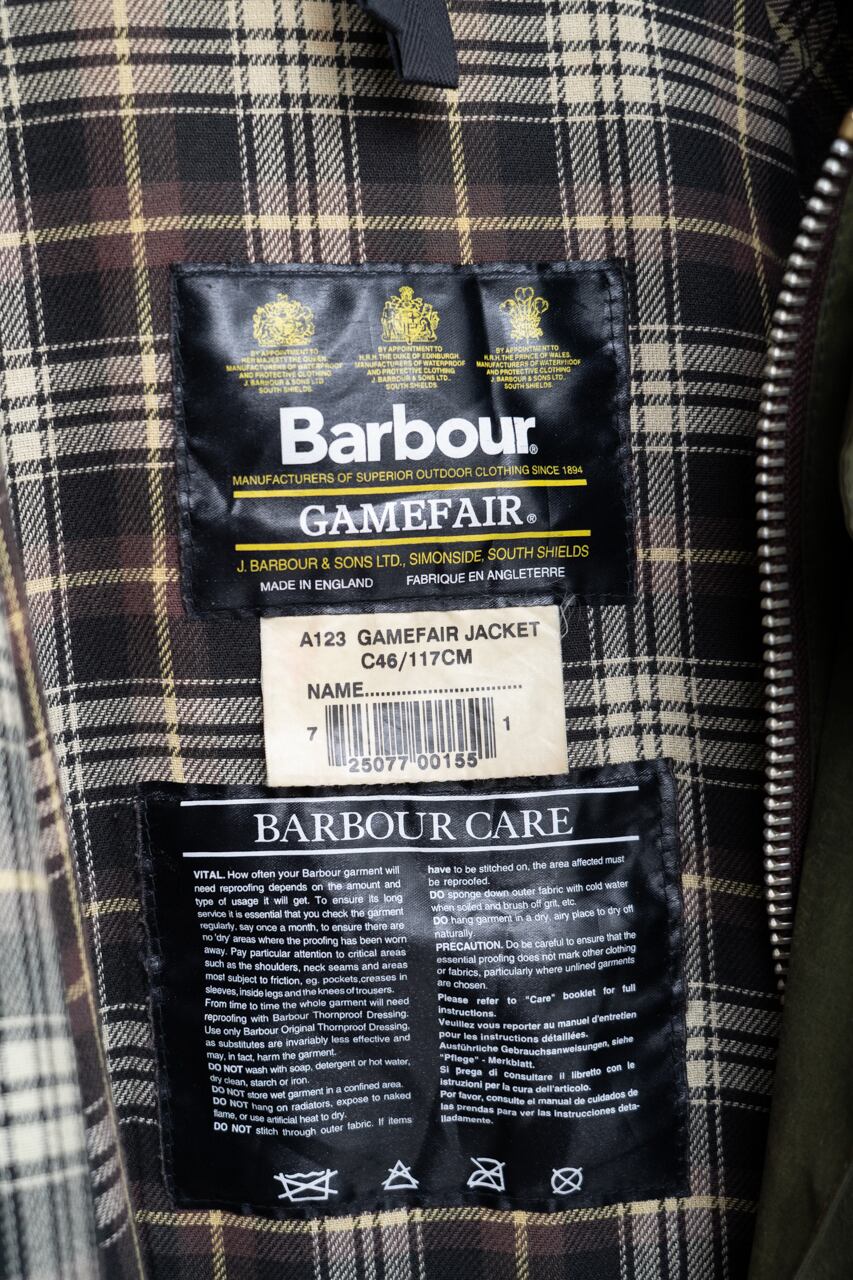 BY APPOINTMENT TO
HER MAJESTY THE QUEEN
MANUFACTURERS OF WATERPROOF
AND PROTECTIVE CLOTHING
J. BARBOUR & SONS LTD
SOUTH SHIELDS.
BY APPOINTMENT TO
H.R.H. THE DUKE OF EDINBURGH
MANUFACTURERS OF WATERPROOF
AND PROTECTIVE CLOTHING
J. BARBOUR & SONS LTD.
SOUTH SHIELDS.
BY APPOINTMENT TO
H.R.H. THE PRINCE OF WALES.
MANUFACTURERS OF WATERPROOF
AND PROTECTIVE CLOTHING
J. BARBOUR & SONS LTD.
SOUTH SHIELDS.
Barbour®
MANUFACTURERS OF SUPERIOR OUTDOOR CLOTHING SINCE 1894
GAMEFAIR®
J. BARBOUR & SONS LTD., SIMONSIDE, SOUTH SHIELDS
MADE IN ENGLAND FABRIQUE EN ANGLETERRE
A123 GAMEFAIR JACKET
C46/117CM
NAME............................
7 25077 00155 1
BARBOUR CARE
VITAL. How often your Barbour garment will
need reproofing depends on the amount and
type of usage it will get. To ensure its long
service it is essential that you check the garment
regularly, say once a month, to ensure there are
no 'dry' areas where the proofing has been worn
away. Pay particular attention to critical areas
such as the shoulders, neck seams and areas
most subject to friction, eg. pockets,creases in
sleeves, inside legs and the knees of trousers.
From time to time the whole garment will need
reproofing with Barbour Thornproof Dressing.
Use only Barbour Original Thornproof Dressing,
as substitutes are invariably less effective and
may, in fact, harm the garment.
DO NOT wash with soap, detergent or hot water,
dry clean, starch or iron.
DO NOT store wet garment in a confined area.
DO NOT hang on radiators, expose to naked
flame, or use artificial heat to dry.
DO NOT stitch through outer fabric. If items
have to be stitched on, the area affected must
be reproofed.
DO sponge down outer fabric with cold water
when soiled and brush off grit, etc.
DO hang garment in a dry, airy place to dry off
naturally.
PRECAUTION. Do be careful to ensure that the
essential proofing does not mark other clothing
or fabrics, particularly where unlined garments
are chosen.
Please refer to "Care" booklet for full
instructions.
Veuillez vous reporter au manuel d'entretien
pour les instructions détaillées.
Ausführliche Gebrauchsanweisungen, siehe
"Pflege" - Merkblatt.
Si prega di consultare il libretto con le
istruzioni per la cura dell'articolo.
Por favor, consulte el manual de cuidados de
las prendas para ver las instrucciones deta-
lladamente.